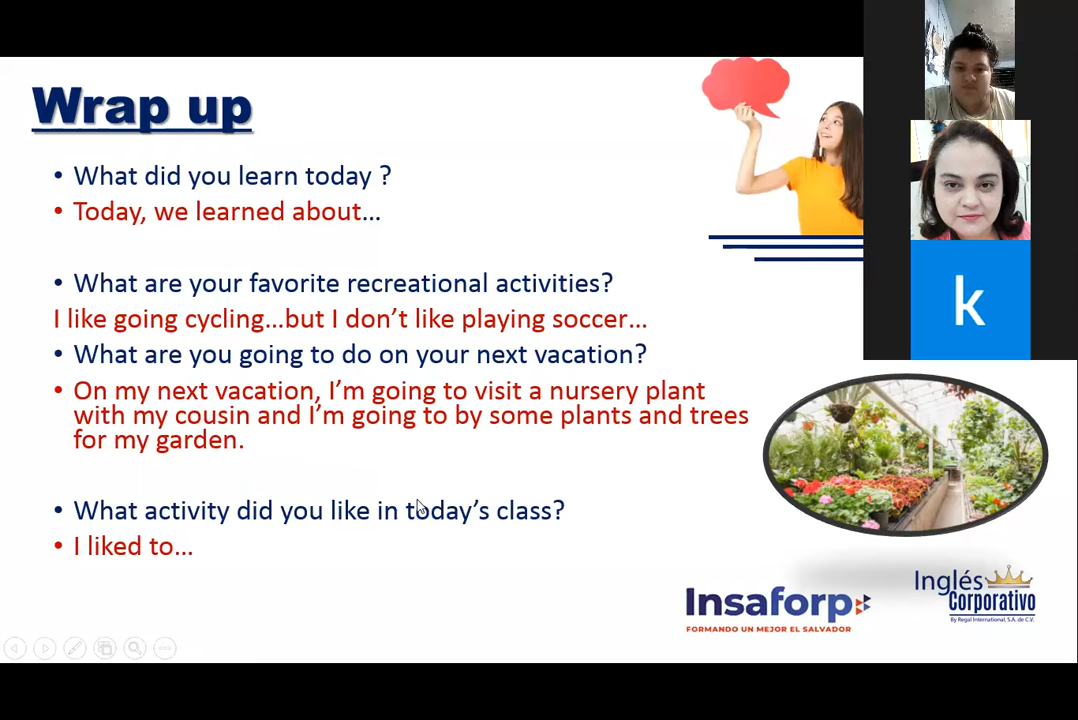 Wrap up
• What did you learn today ?
• Today, we learned about...
• What are your favorite recreational activities?
I like going cycling...but I don't like playing soccer...
• What are you going to do on your next vacation?
• On my next vacation, I'm going to visit a nursery plant
with my cousin and I'm going to by some plants and trees
for my garden.
• What activity did you like in today's class?
• I liked to...
k
Insaforp
FORMANDO UN MEJOR EL SALVADOR
Inglés
Corporativo
By Regal International, S.A. de C.V.